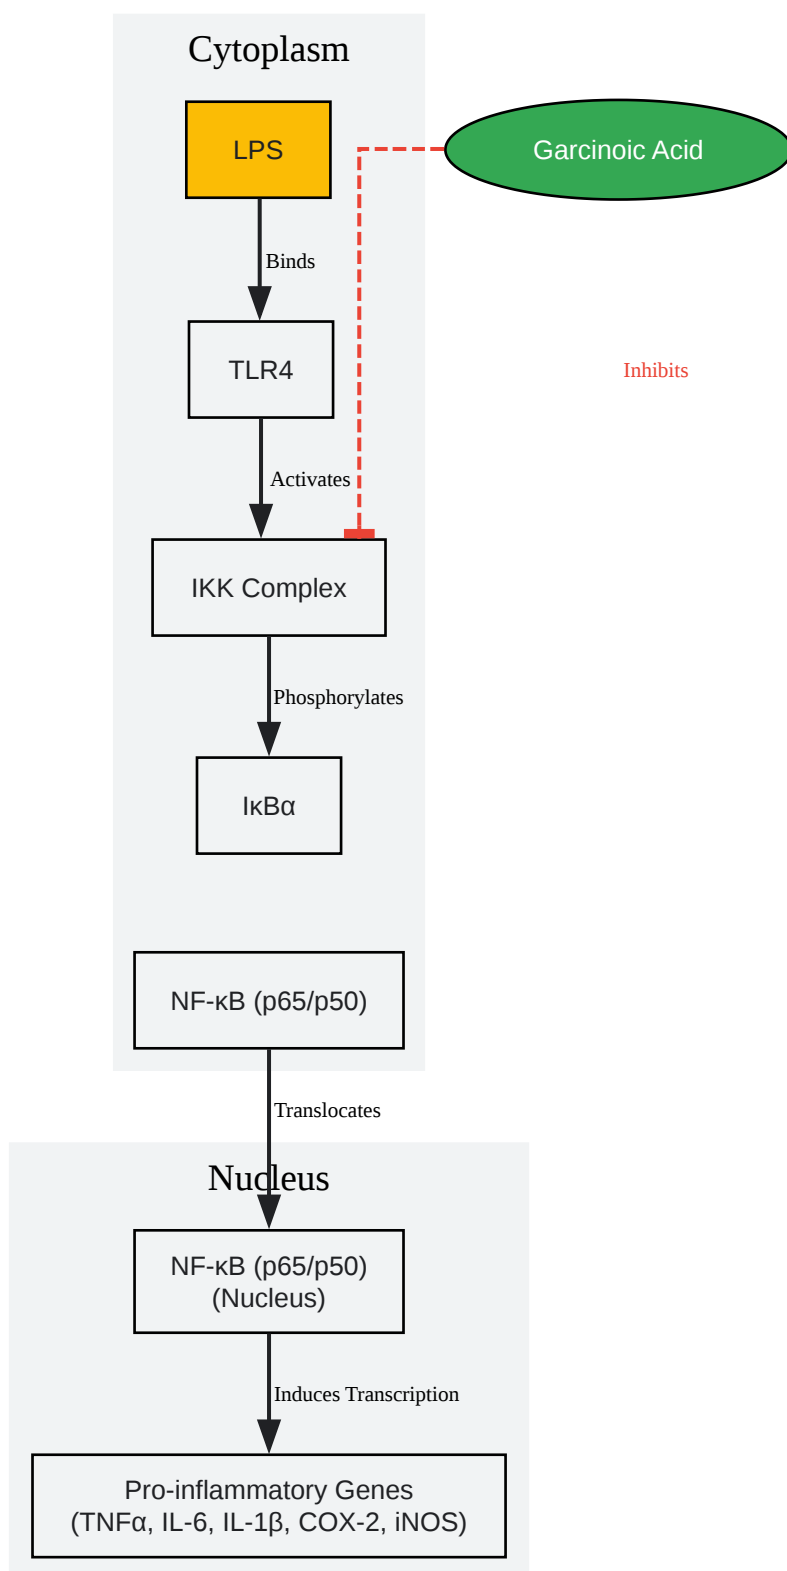 Cytoplasm
LPS
Garcinoic Acid
Binds
TLR4
Inhibits
Activates
IKK Complex
Phosphorylates
IκBα
NF-κB (p65/p50)
Translocates
Nucleus
NF-κB (p65/p50)
(Nucleus)
Induces Transcription
Pro-inflammatory Genes
(TNFα, IL-6, IL-1β, COX-2, iNOS)